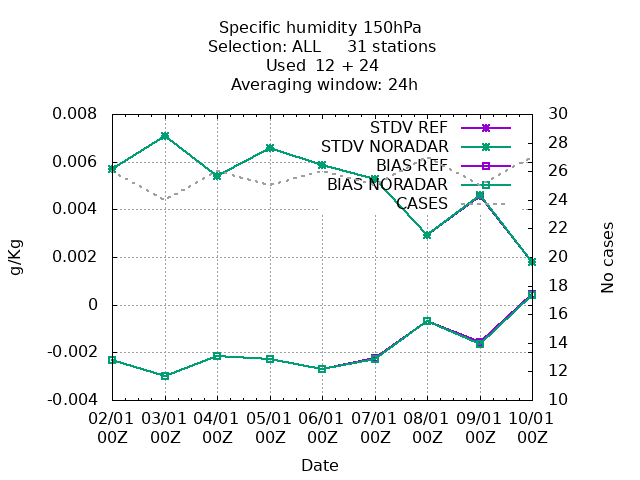 Specific humidity 150hPa
Selection: ALL 31 stations
Used 12 + 24
Averaging window: 24h
STDV REF
STDV NORADAR
BIAS REF
BIAS NORADAR
CASES
g/Kg
0.008
0.006
0.004
0.002
0
-0.002
-0.004
No cases
30
28
26
24
22
20
18
16
14
12
10
02/01 03/01 04/01 05/01 06/01 07/01 08/01 09/01 10/01
00Z 00Z 00Z 00Z 00Z 00Z 00Z 00Z 00Z
Date